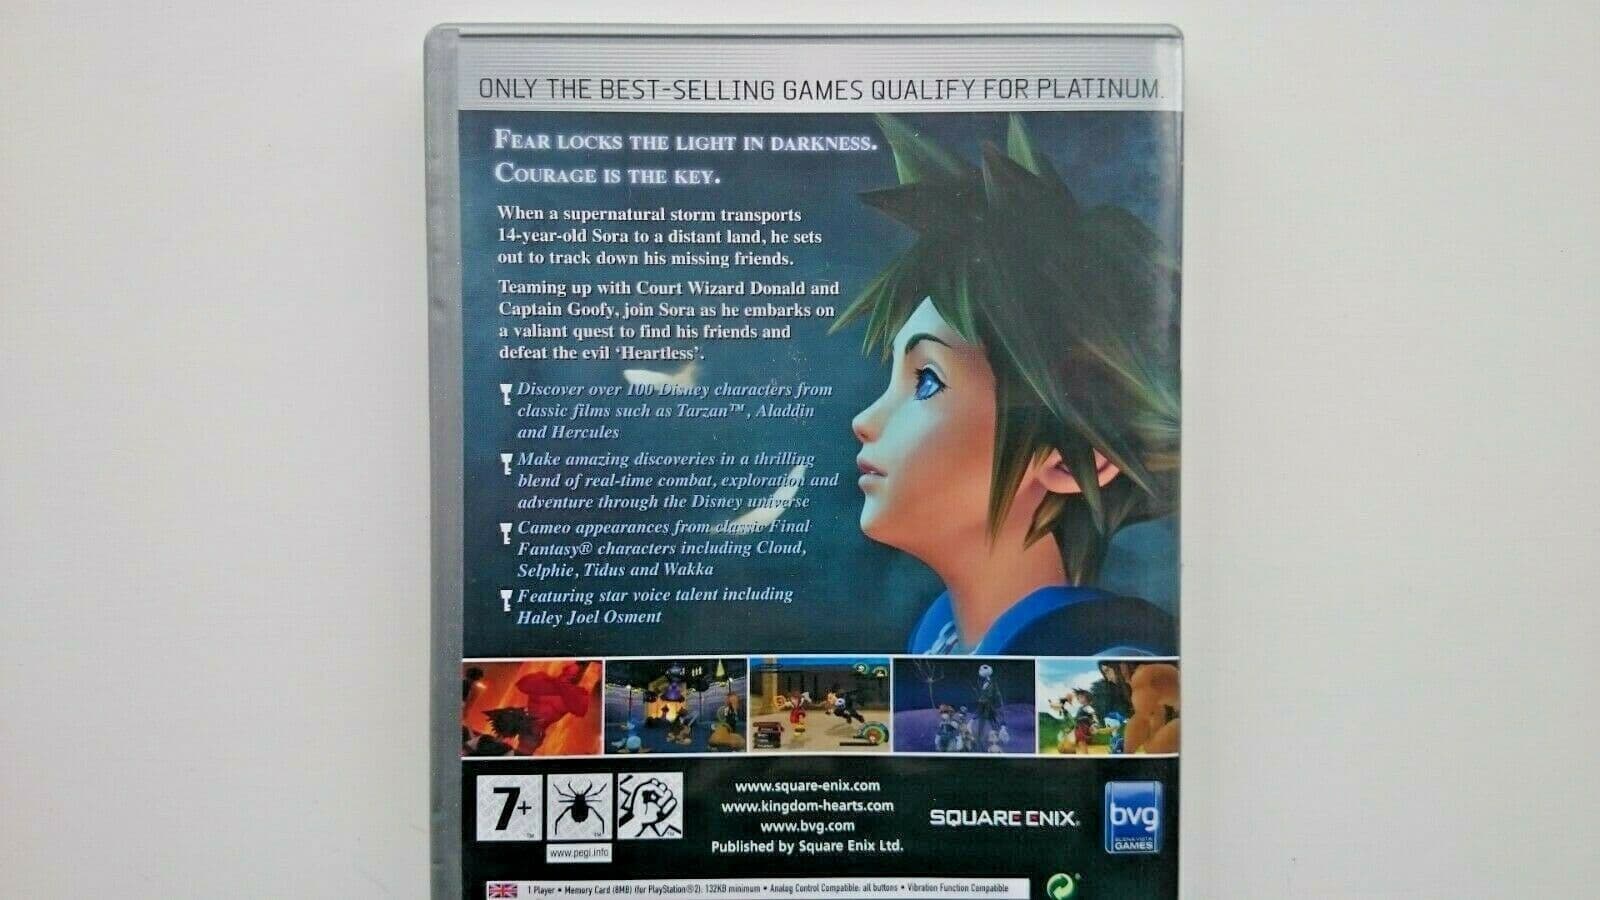 ONLY THE BEST-SELLING GAMES QUALIFY FOR PLATINUM.
FEAR LOCKS THE LIGHT IN DARKNESS.
COURAGE IS THE KEY.
When a supernatural storm transports
14-year-old Sora to a distant land, he sets
out to track down his missing friends.
Teaming up with Court Wizard Donald and
Captain Goofy, join Sora as he embarks on
a valiant quest to find his friends and
defeat the evil ‘Heartless’.
Discover over 100 Disney characters from
classic films such as Tarzan™, Aladdin
and Hercules
Make amazing discoveries in a thrilling
blend of real-time combat, exploration and
adventure through the Disney universe
Cameo appearances from classic Final
Fantasy® characters including Cloud,
Selphie, Tidus and Wakka
Featuring star voice talent including
Haley Joel Osment
7+
™
www.pegi.info
www.square-enix.com
www.kingdom-hearts.com
www.bvg.com
Published by Square Enix Ltd.
SQUARE ENIX®
bvg
BUENA VISTA
GAMES
1 Player • Memory Card (8MB) (for PlayStation®2): 132KB minimum • Analog Control Compatible: all buttons • Vibration Function Compatible